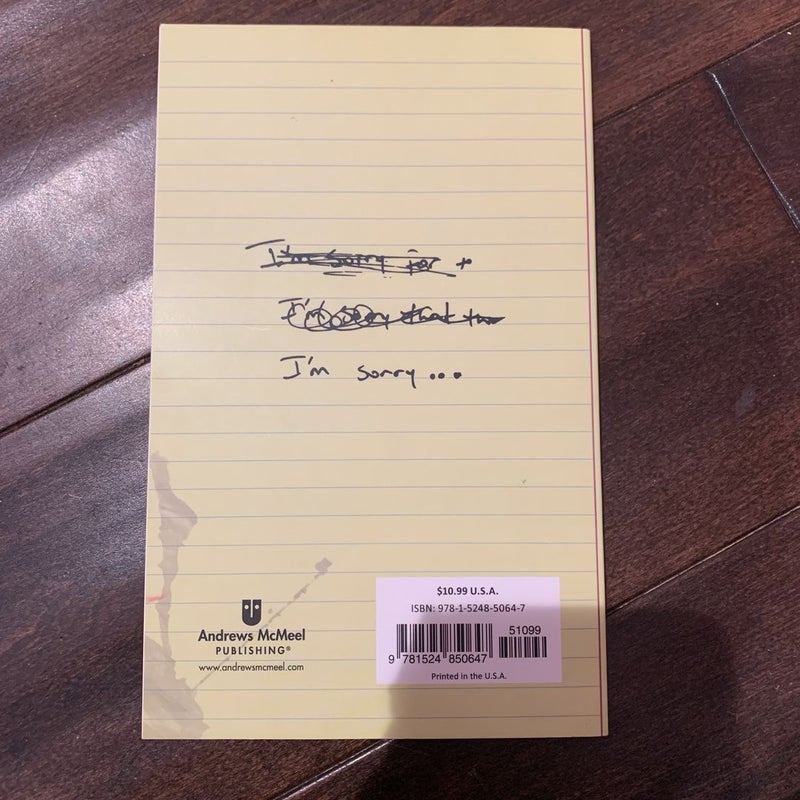 I'm sorry for +
I'm sorry that
I'm sorry...
Andrews McMeel
PUBLISHING®
www.andrewsmcmeel.com
$10.99 U.S.A.
ISBN: 978-1-5248-5064-7
51099
9 781524 850647
Printed in the U.S.A.